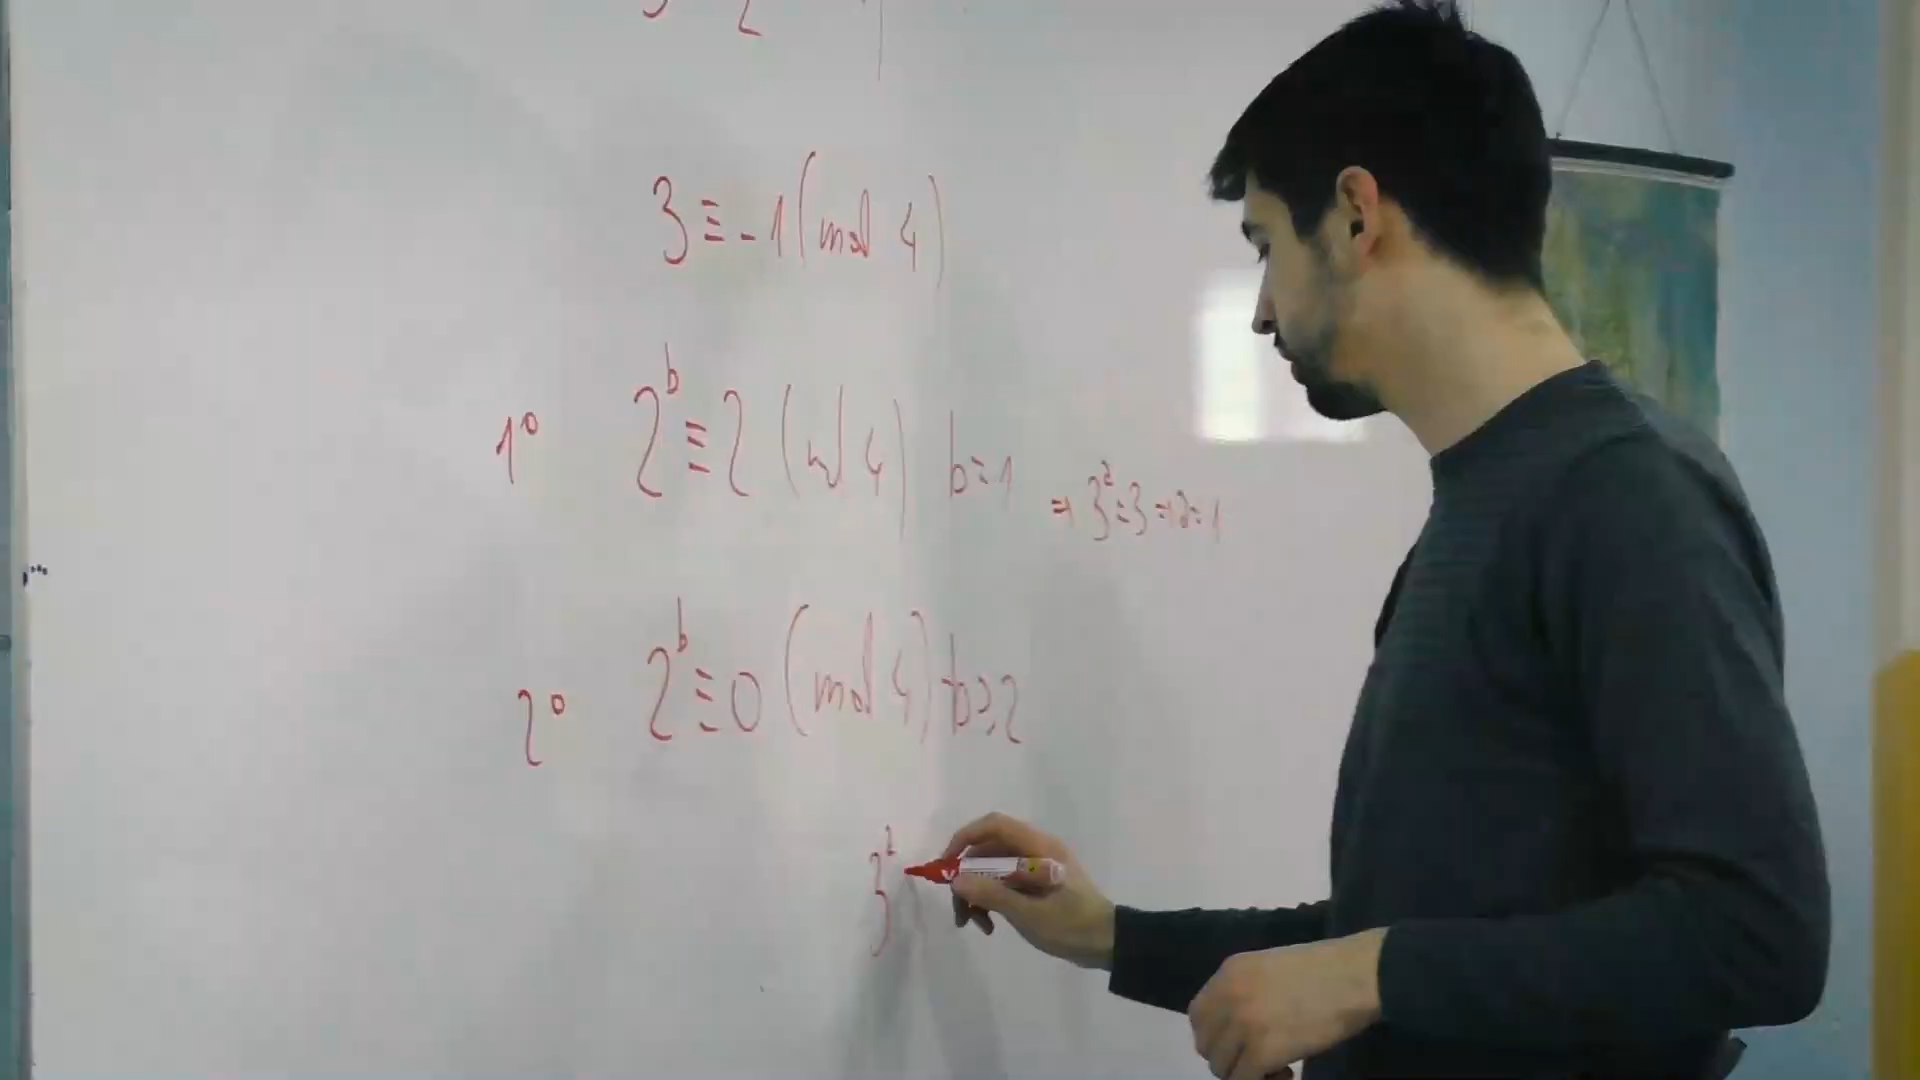 3 ≡ -1 (mod 4)
1° 2^b ≡ 2 (mod 4) b=1 ⇒ 3^a=3 ⇒ a=1
2° 2^b ≡ 0 (mod 4) b≥2
3^a